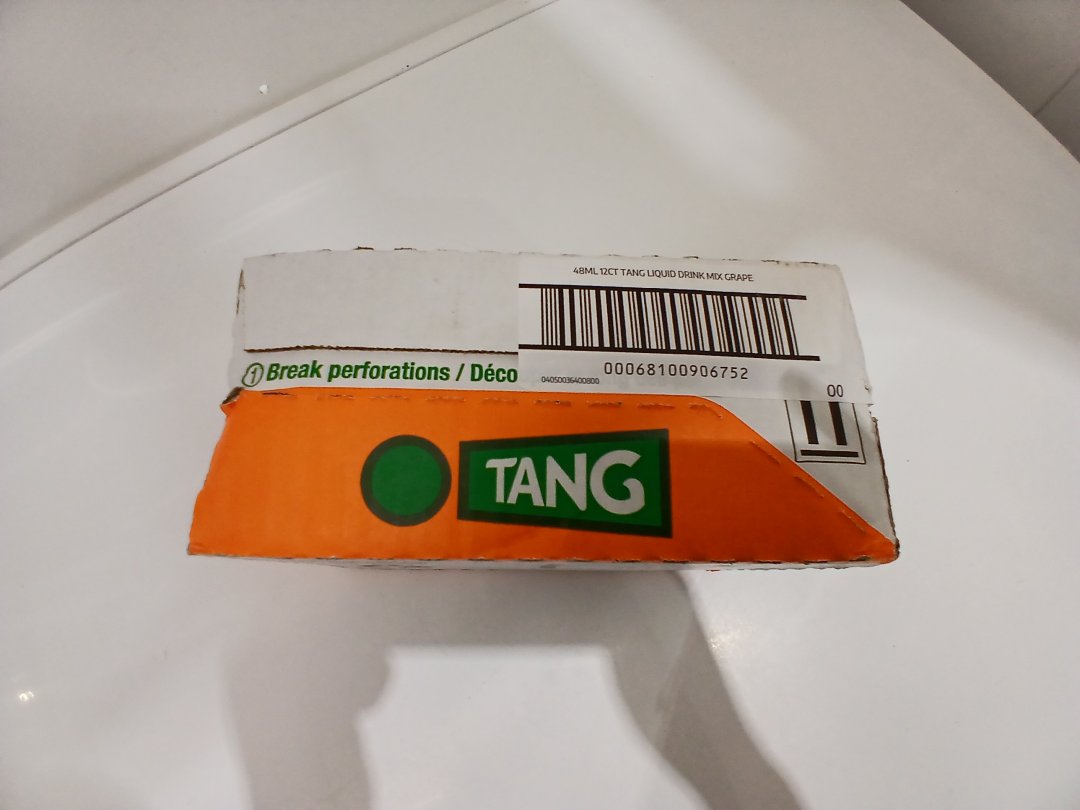 48ML 12CT TANG LIQUID DRINK MIX GRAPE
00068100906752
04050036400800
00
1 Break perforations / Déco
TANG